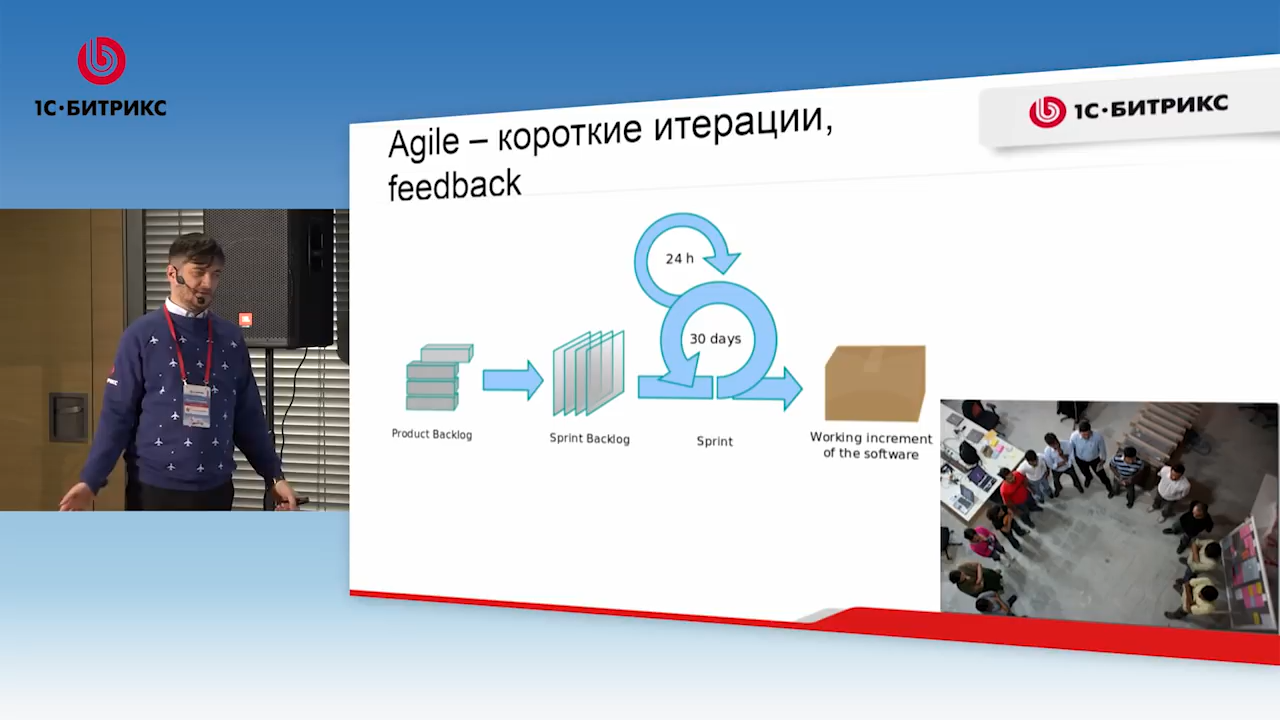 1С•БИТРИКС
1С•БИТРИКС
Agile – короткие итерации,
feedback
24 h
30 days
Product Backlog
Sprint Backlog
Sprint
Working increment
of the software